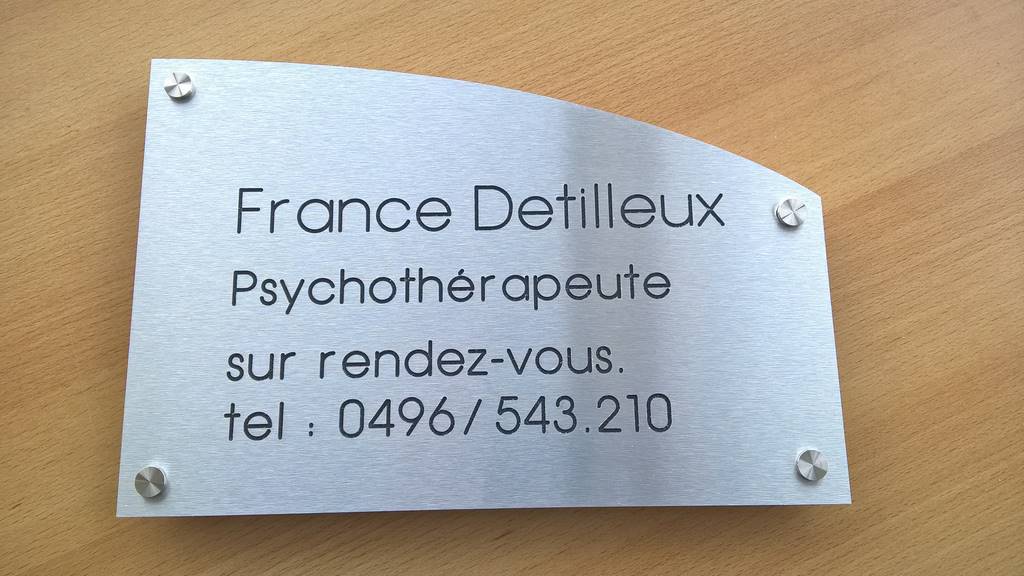 France Detilleux
Psychothérapeute
sur rendez-vous.
tel : 0496/543.210